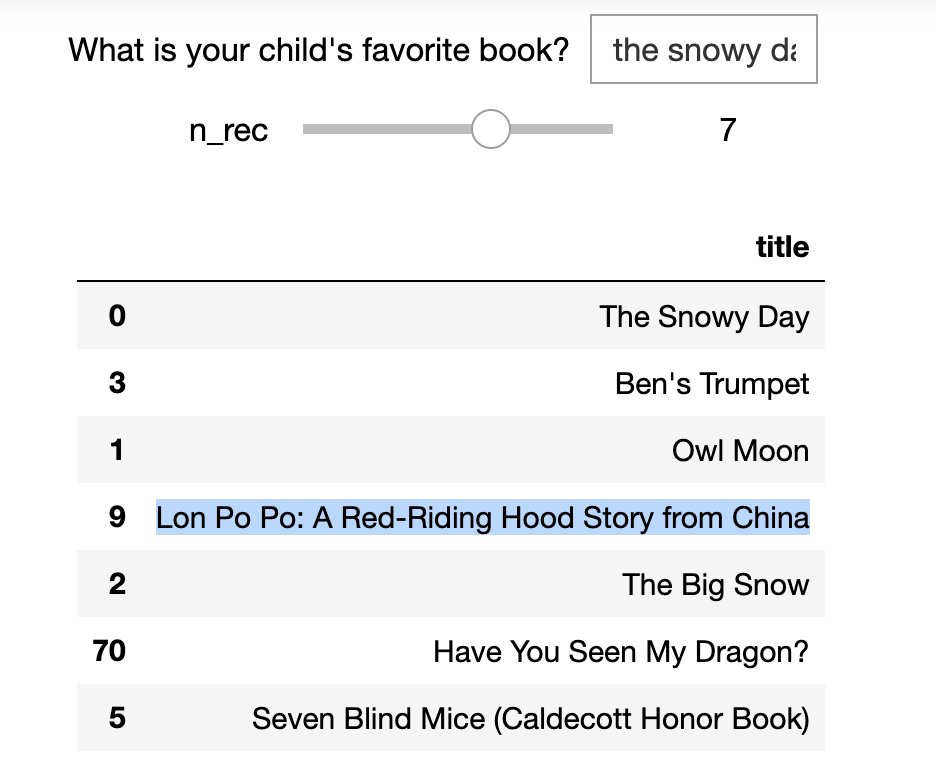 What is your child's favorite book? the snowy
n_rec 7
title
0 The Snowy Day
3 Ben's Trumpet
1 Owl Moon
9 Lon Po Po: A Red-Riding Hood Story from China
2 The Big Snow
70 Have You Seen My Dragon?
5 Seven Blind Mice (Caldecott Honor Book)